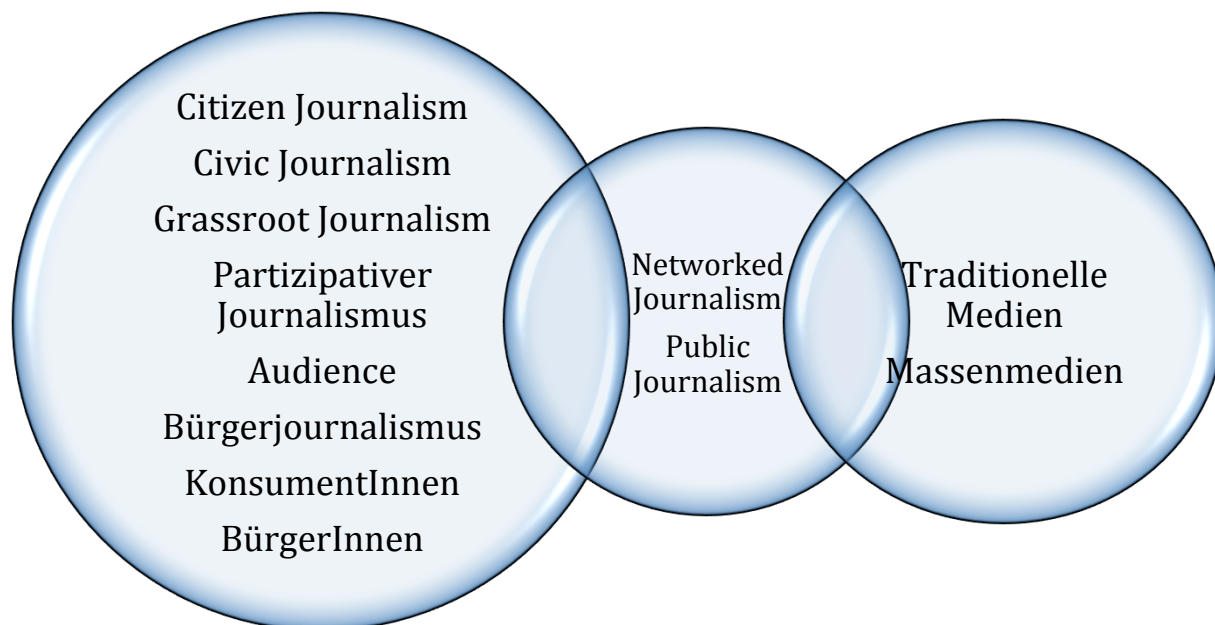 Citizen Journalism
Civic Journalism
Grassroot Journalism
Partizipativer
Journalismus
Audience
Bürgerjournalismus
KonsumentInnen
BürgerInnen
Networked
Journalism
Public
Journalism
Traditionelle
Medien
Massenmedien